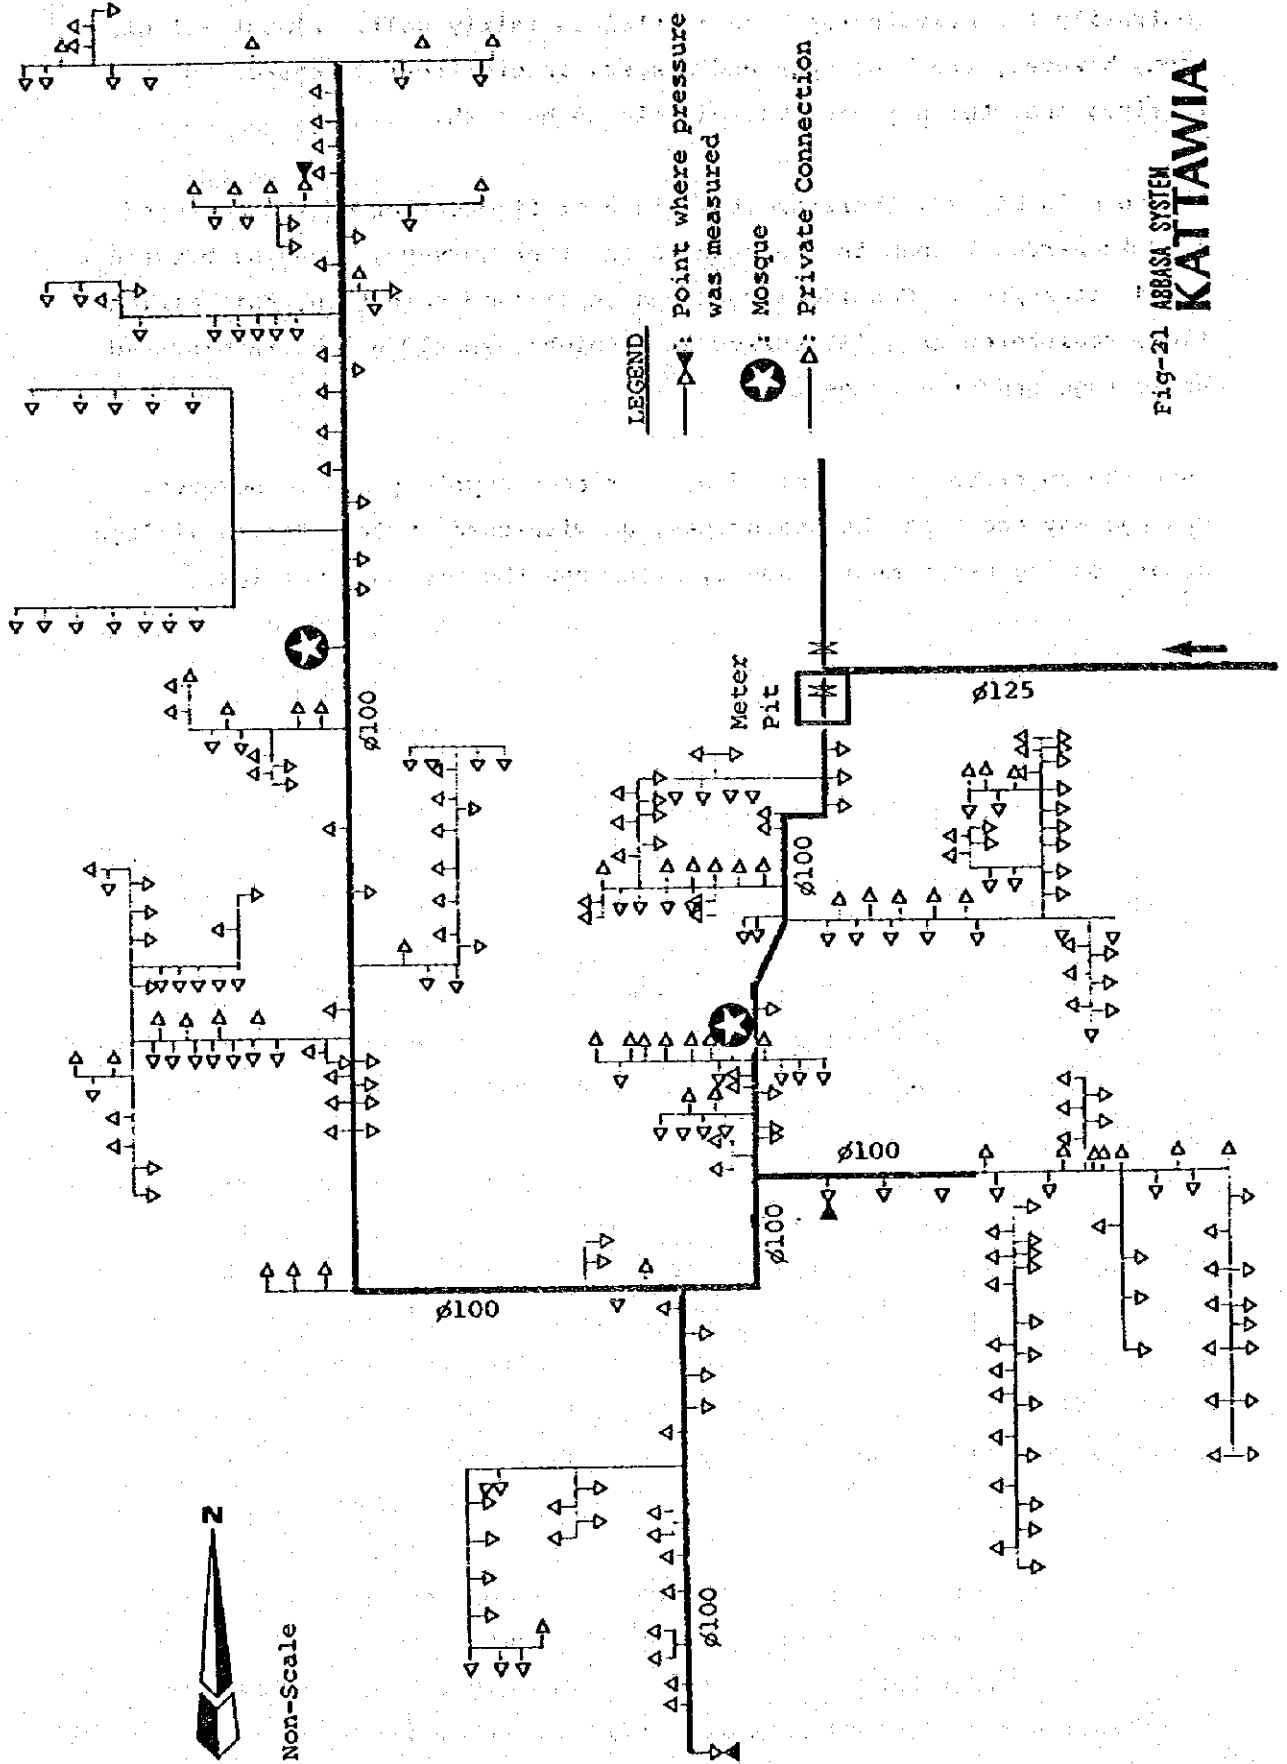 N
Non-Scale
ø100
ø100
ø100
ø100
ø100
ø100
Meter
Pit
ø125
LEGEND
: Point where pressure
was measured
: Mosque
: Private Connection
Fig-21 ABBASA SYSTEM
KATTAWIA